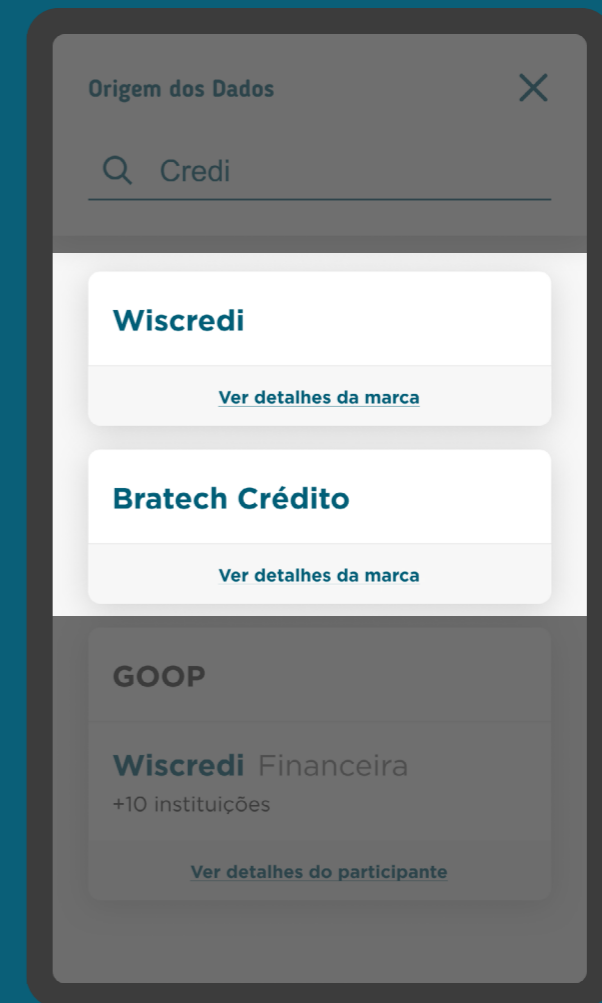 Origem dos Dados
Credi
Wiscredi
Ver detalhes da marca
Bratech Crédito
Ver detalhes da marca
GOOP
Wiscredi Financeira
+10 instituições
Ver detalhes do participante